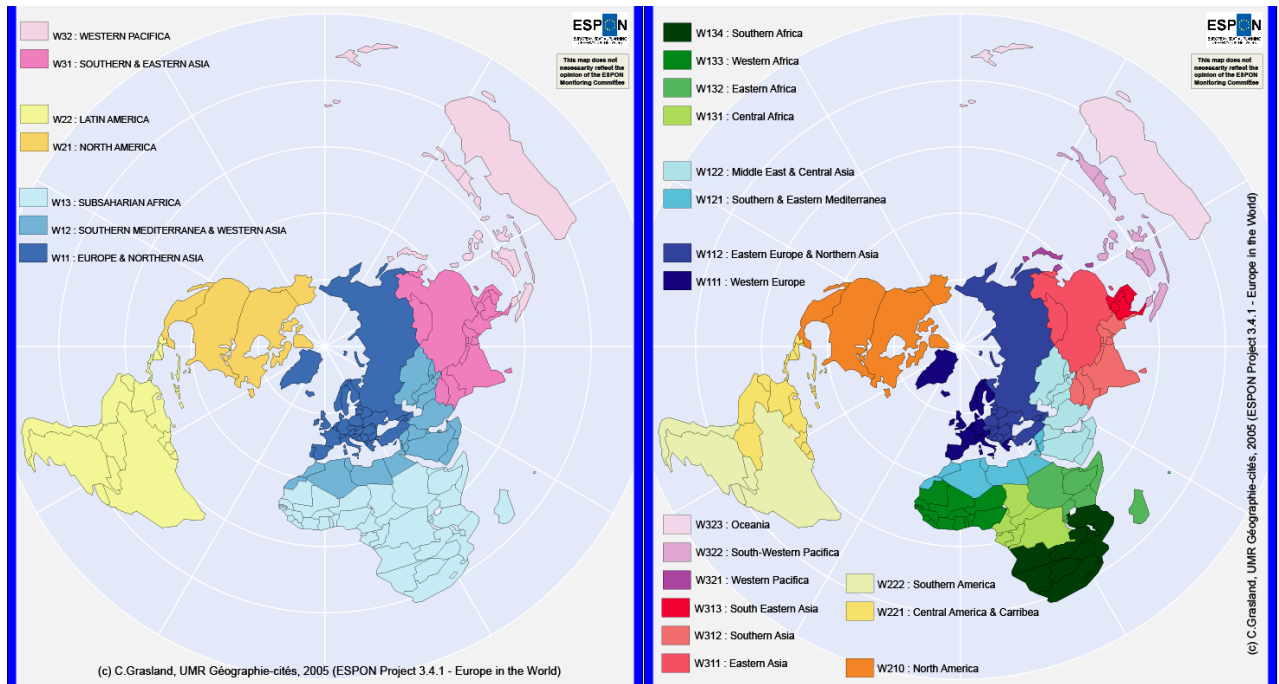 W32 : WESTERN PACIFICA
W31 : SOUTHERN & EASTERN ASIA
W22 : LATIN AMERICA
W21 : NORTH AMERICA
W13 : SUBSAHARIAN AFRICA
W12 : SOUTHERN MEDITERRANEA & WESTERN ASIA
W11 : EUROPE & NORTHERN ASIA
ESPON
This map does not
necessarily reflect the
opinion of the ESPON
Monitoring Committee
(c) C.Grasland, UMR Géographie-cités, 2005 (ESPON Project 3.4.1 - Europe in the World)
W134 : Southern Africa
W133 : Western Africa
W132 : Eastern Africa
W131 : Central Africa
W122 : Middle East & Central Asia
W121 : Southern & Eastern Mediterranea
W112 : Eastern Europe & Northern Asia
W111 : Western Europe
ESPON
This map does not
necessarily reflect the
opinion of the ESPON
Monitoring Committee
W323 : Oceania
W322 : South-Western Pacifica
W321 : Western Pacifica
W313 : South Eastern Asia
W312 : Southern Asia
W311 : Eastern Asia
W222 : Southern America
W221 : Central America & Carribea
W210 : North America
(c) C.Grasland, UMR Géographie-cités, 2005 (ESPON Project 3.4.1 - Europe in the World)